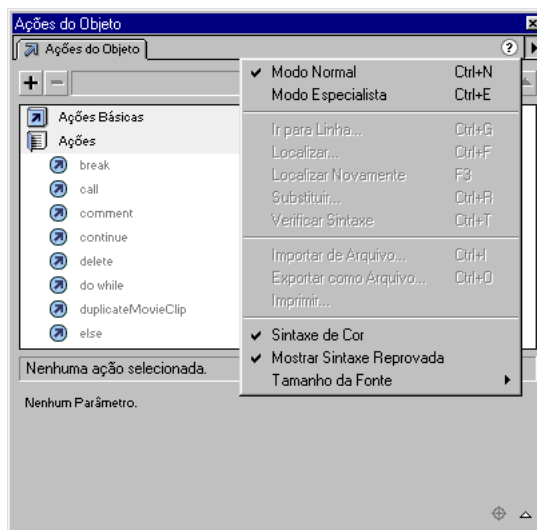 Ações do Objeto
Ações do Objeto
Modo Normal Ctrl+N
Modo Especialista Ctrl+E
Ir para Linha... Ctrl+G
Localizar... Ctrl+F
Localizar Novamente F3
Substituir... Ctrl+R
Verificar Sintaxe Ctrl+T
Importar de Arquivo... Ctrl+I
Exportar como Arquivo... Ctrl+O
Imprimir...
Sintaxe de Cor
Mostrar Sintaxe Reprovada
Tamanho da Fonte
Ações Básicas
Ações
break
call
comment
continue
delete
do while
duplicateMovieClip
else
Nenhuma ação selecionada.
Nenhum Parâmetro.